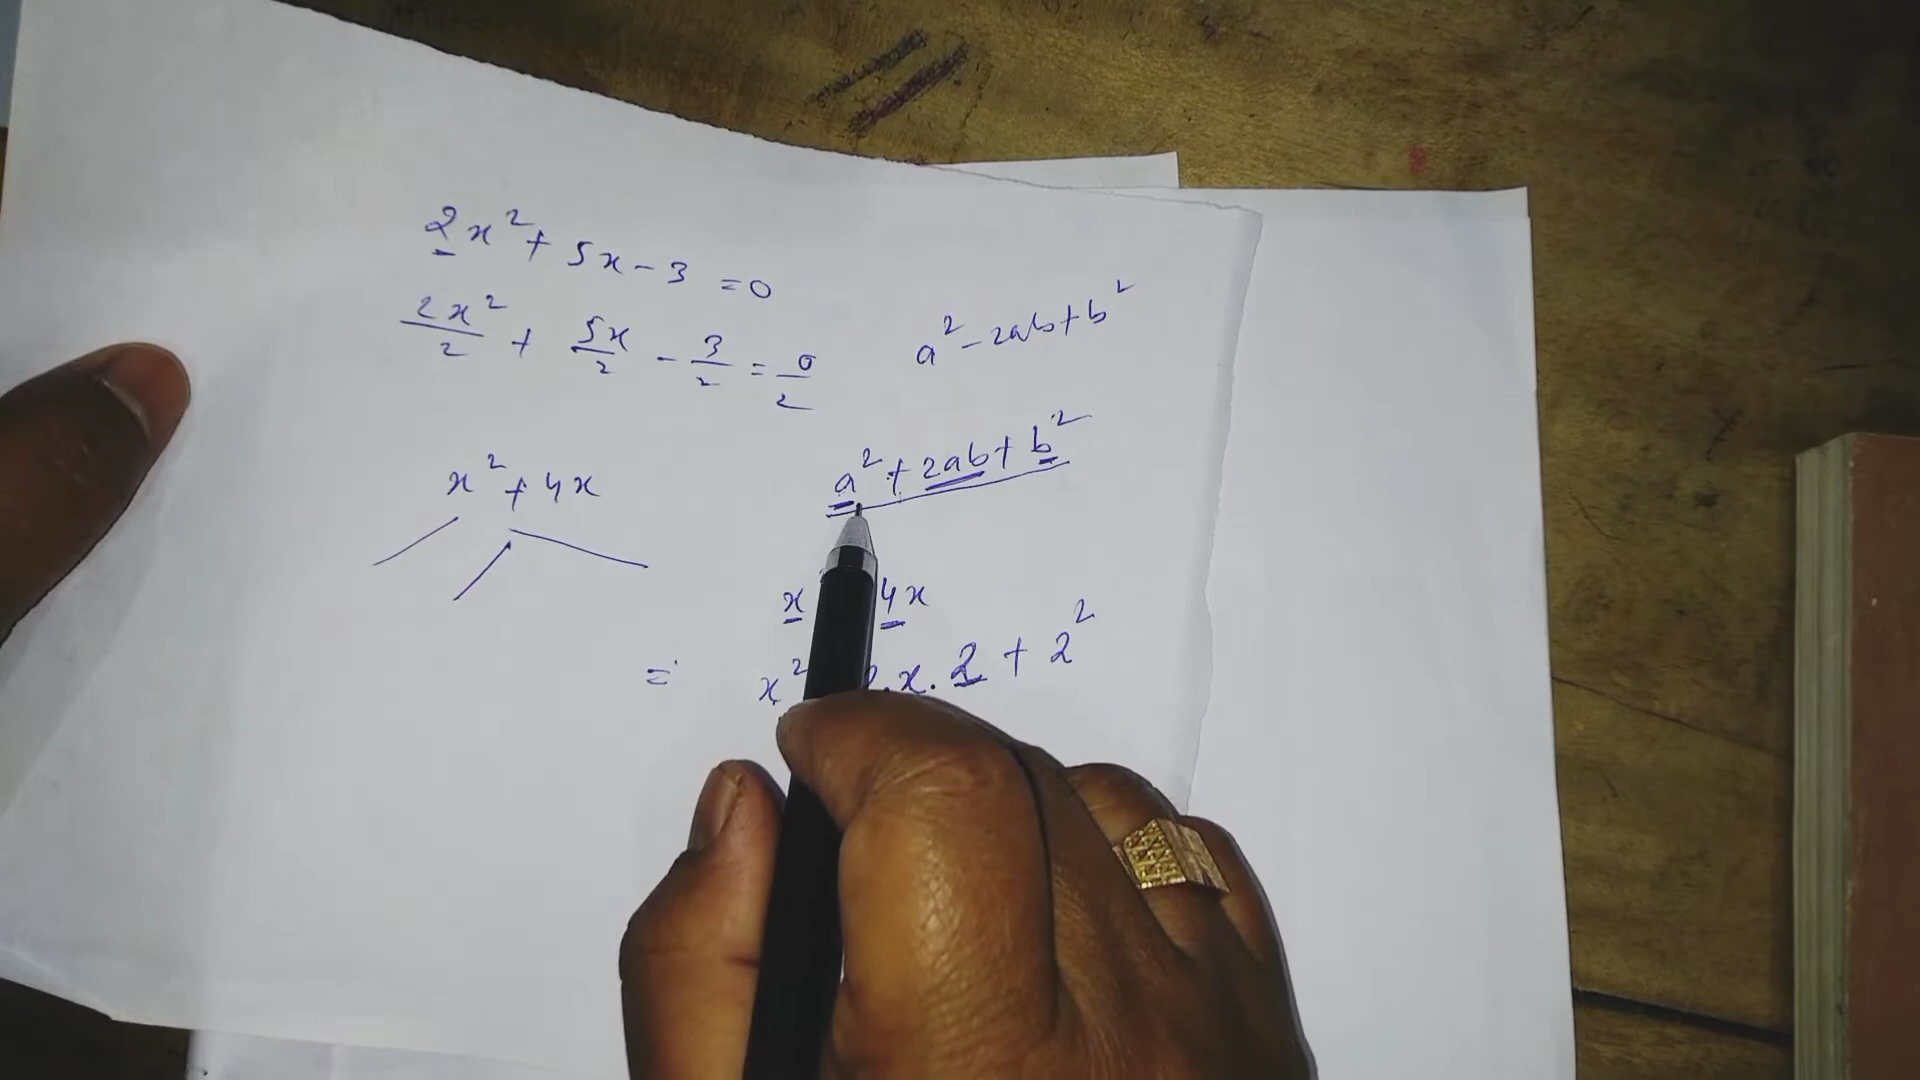 2x² + 5x - 3 = 0
2x²/2 + 5x/2 - 3/2 = 0/2
a² - 2ab + b²
x² + 4x
a² + 2ab + b²
x 4x
= x² . x . 2 + 2²